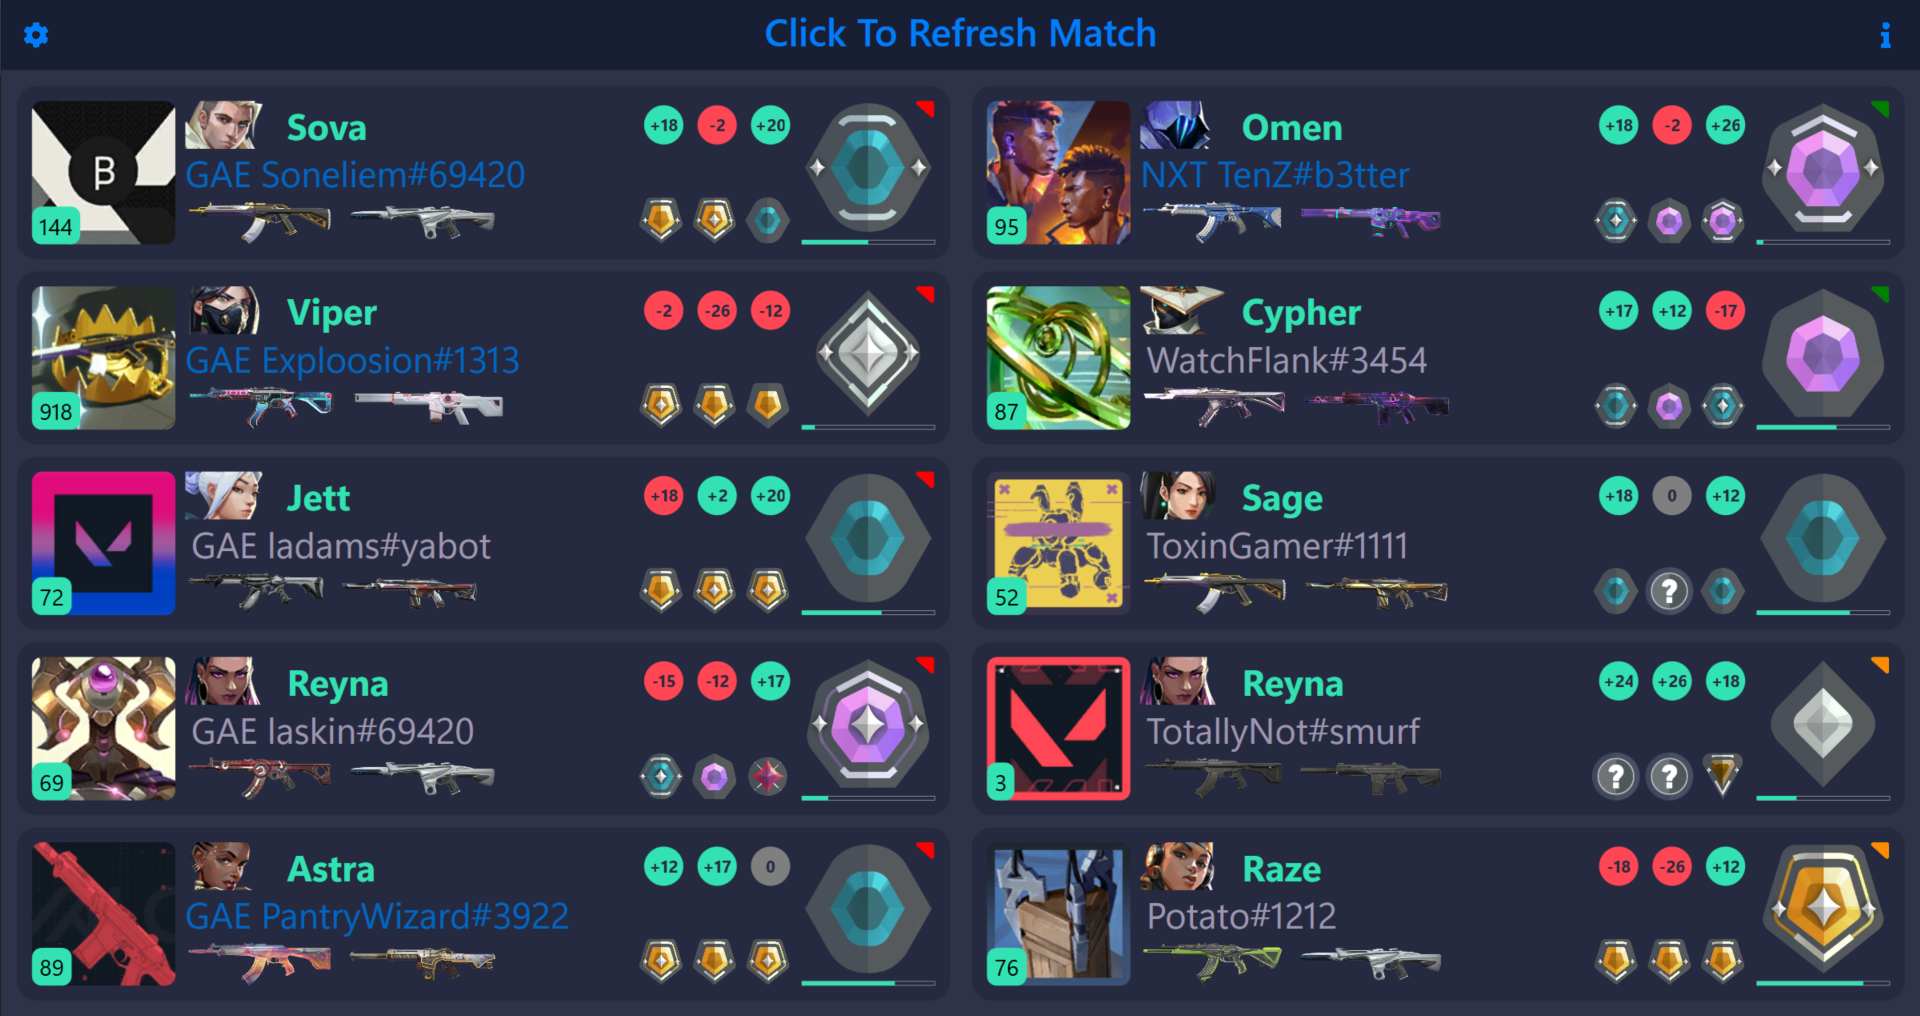 Click To Refresh Match
Sova
+18 -2 +20
GAE Soneliem#69420
144
β
Viper
-2 -26 -12
GAE Exploosion#1313
918
Jett
+18 +2 +20
GAE ladams#yabot
72
Reyna
-15 -12 +17
GAE laskin#69420
69
Astra
+12 +17 0
GAE PantryWizard#3922
89
Omen
+18 -2 +26
NXT TenZ#b3tter
95
Cypher
+17 +12 -17
WatchFlank#3454
87
Sage
+18 0 +12
ToxinGamer#1111
?
52
Reyna
+24 +26 +18
TotallyNot#smurf
? ?
3
Raze
-18 -26 +12
Potato#1212
76